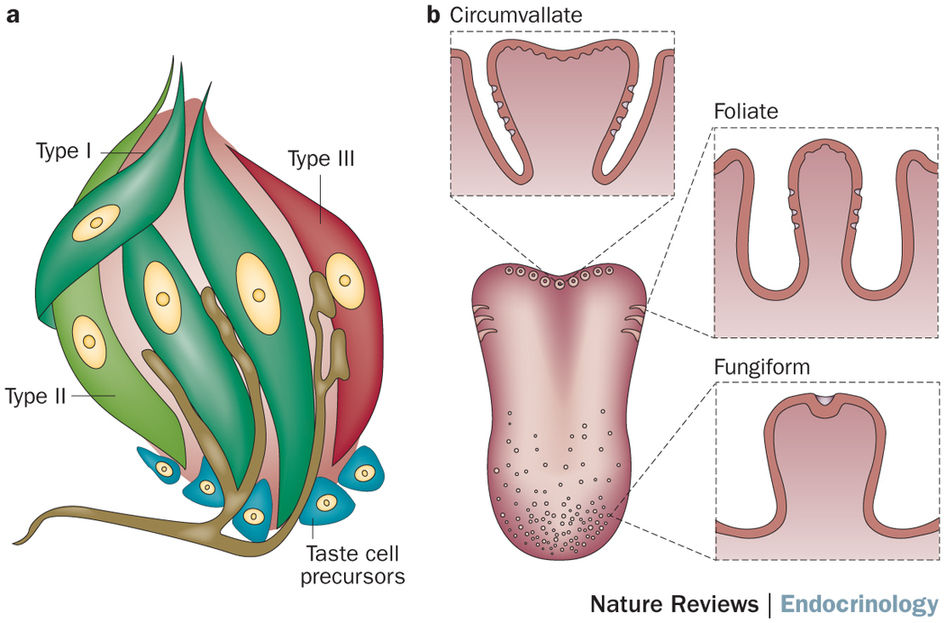 a
Type I
Type III
Type II
Taste cell
precursors
b Circumvallate
Foliate
Fungiform
Nature Reviews | Endocrinology